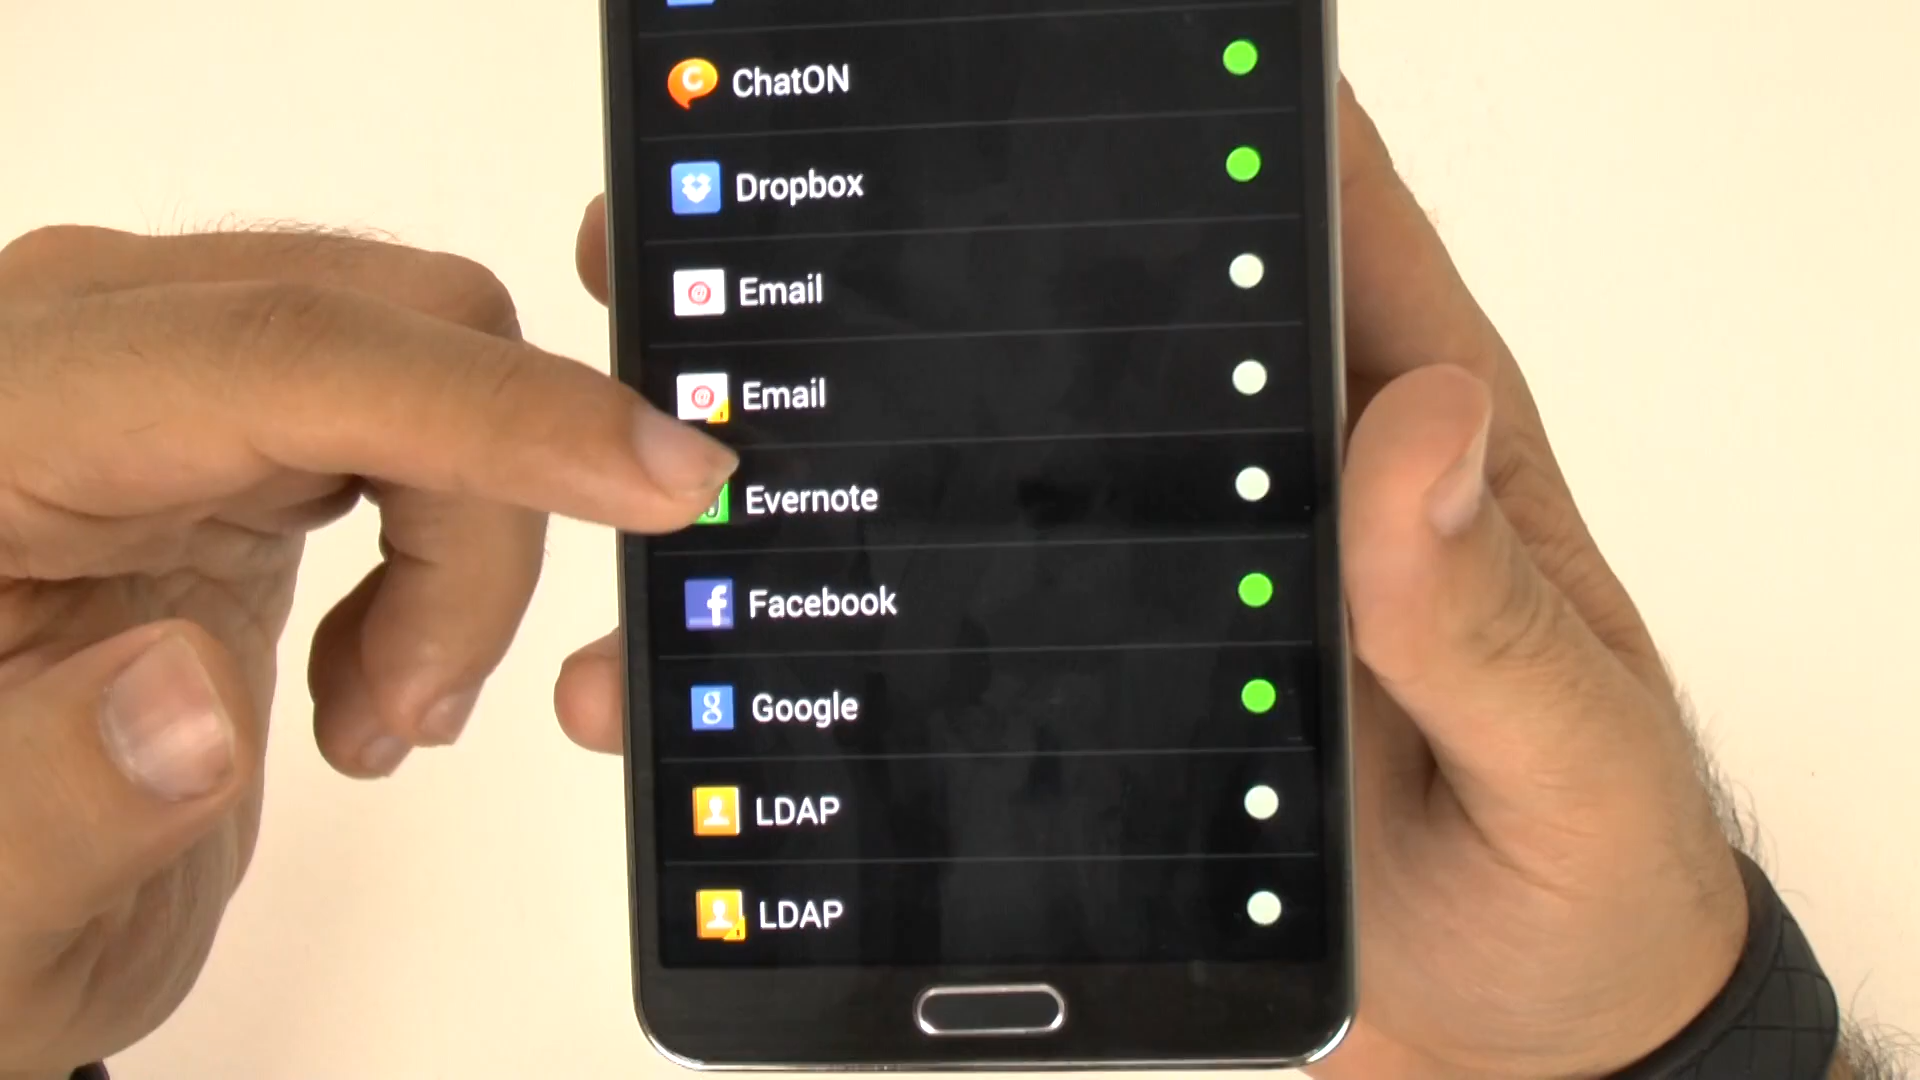 ChatON
Dropbox
Email
Email
Evernote
Facebook
Google
LDAP
LDAP